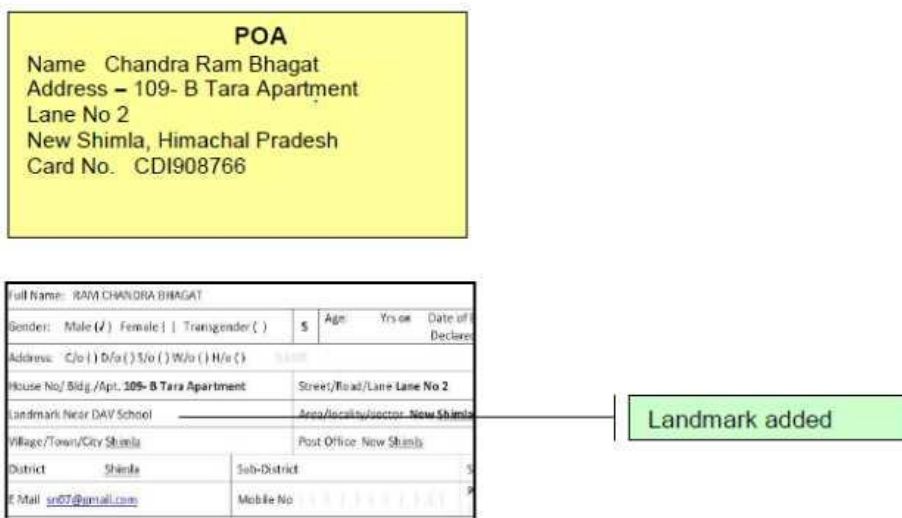 POA
Name Chandra Ram Bhagat
Address – 109- B Tara Apartment
Lane No 2
New Shimla, Himachal Pradesh
Card No. CDI908766
Full Name: RAM CHANDRA BHAGAT
Gender: Male (√) Female ( ) Transgender ( ) 5 Age: Yrs OR Date of
Declared
Address: C/o ( ) D/o ( ) S/o ( ) W/o ( ) H/o ( )
House No/ Bldg./Apt. 109- B Tara Apartment Street/Road/Lane Lane No 2
Landmark Near DAV School Area/locality/sector New Shimla
Landmark added
Village/Town/City Shimla Post Office New Shimla
District Shimla Sub-District
E Mail sn07@gmail.com Mobile No